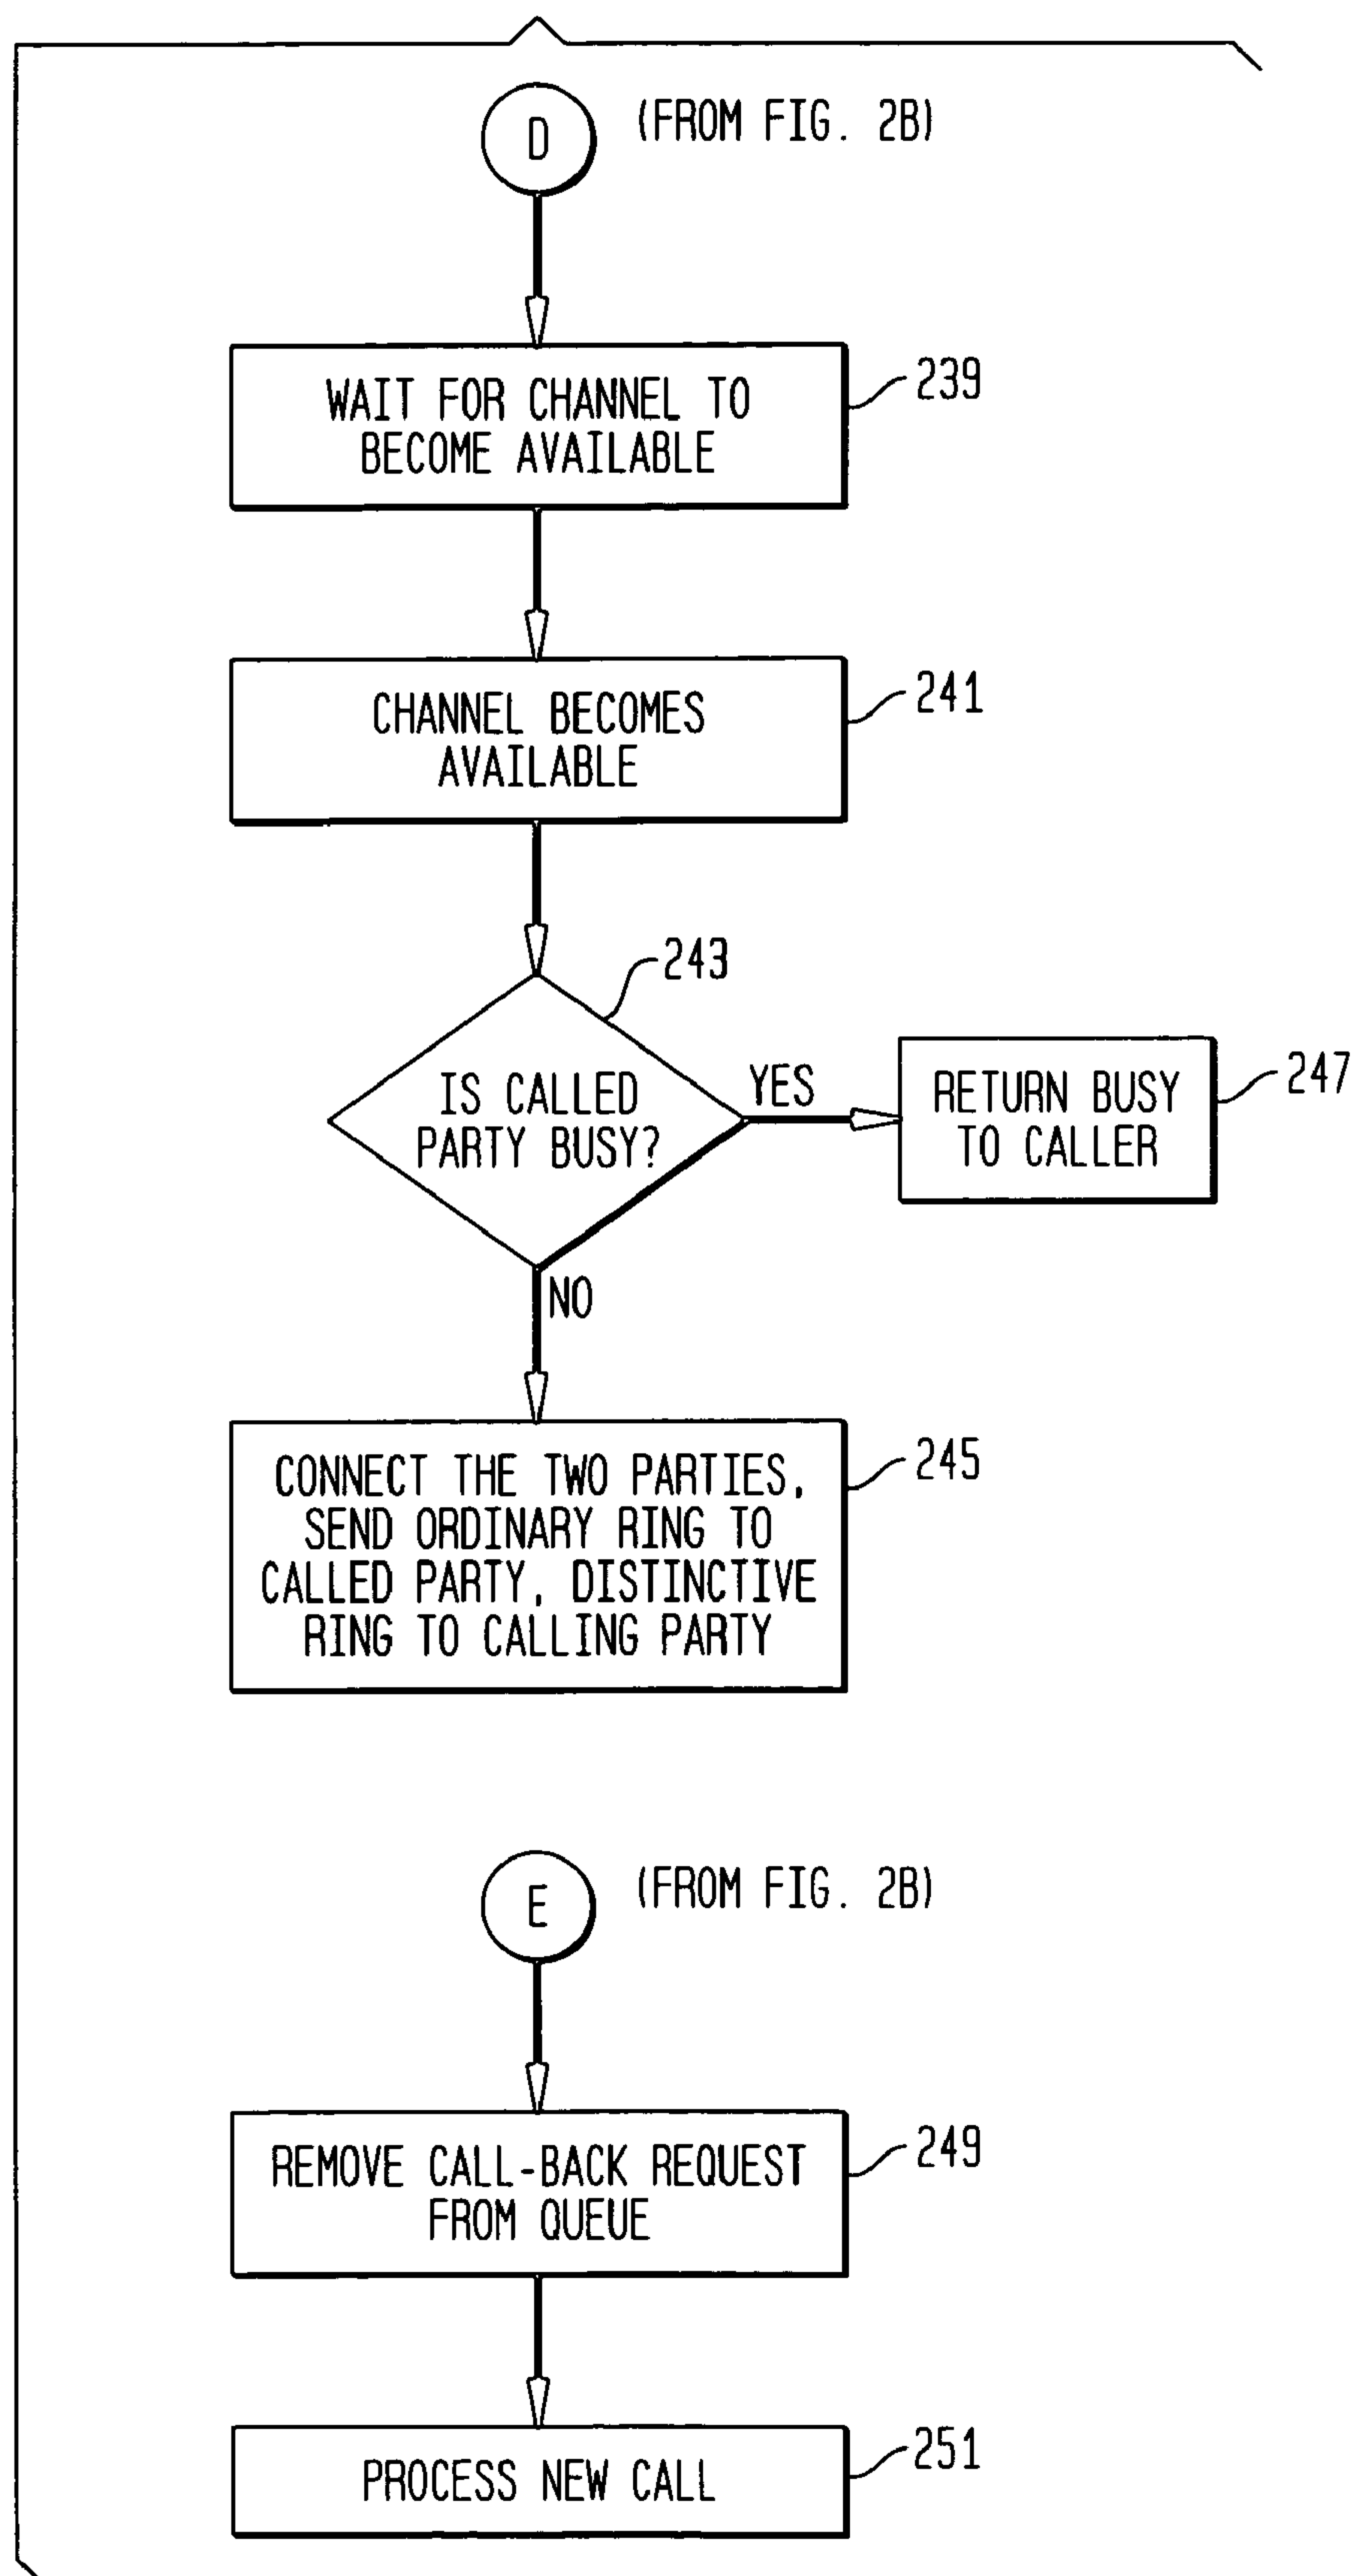 D
(FROM FIG. 2B)
WAIT FOR CHANNEL TO
BECOME AVAILABLE
239
CHANNEL BECOMES
AVAILABLE
241
243
IS CALLED
PARTY BUSY?
YES
RETURN BUSY
TO CALLER
247
NO
CONNECT THE TWO PARTIES,
SEND ORDINARY RING TO
CALLED PARTY, DISTINCTIVE
RING TO CALLING PARTY
245
E
(FROM FIG. 2B)
REMOVE CALL-BACK REQUEST
FROM QUEUE
249
PROCESS NEW CALL
251